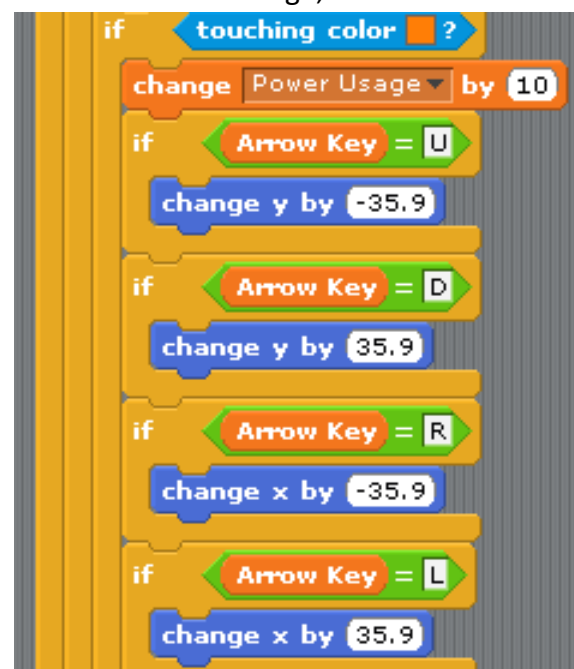 if touching color ?
change Power Usage by 10
if Arrow Key = U
change y by -35.9
if Arrow Key = D
change y by 35.9
if Arrow Key = R
change x by -35.9
if Arrow Key = L
change x by 35.9